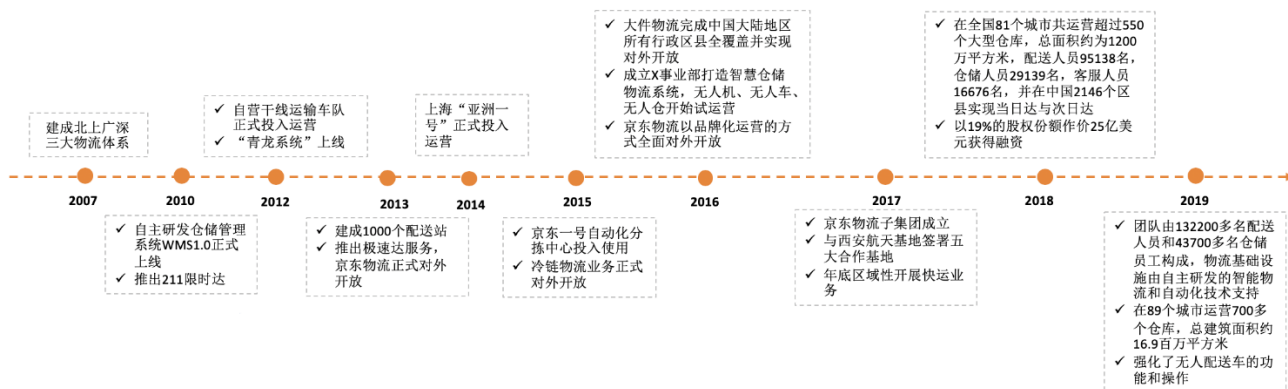 建成北上广深
三大物流体系
2007
2010
✓ 自主研发仓储管理
系统WMS1.0正式
上线
✓ 推出211限时达
✓ 自营干线运输车队
正式投入运营
✓ “青龙系统”上线
2012
2013
✓ 建成1000个配送站
✓ 推出极速达服务，
京东物流正式对外
开放
上海“亚洲一
号”正式投入
运营
2014
2015
✓ 京东一号自动化分
拣中心投入使用
✓ 冷链物流业务正式
对外开放
✓ 大件物流完成中国大陆地区
所有行政区县全覆盖并实现
对外开放
✓ 成立X事业部打造智慧仓储
物流系统，无人机、无人车、
无人仓开始试运营
✓ 京东物流以品牌化运营的方
式全面对外开放
2016
2017
✓ 京东物流子集团成立
✓ 与西安航天基地签署五
大合作基地
✓ 年底区域性开展快运业
务
✓ 在全国81个城市共运营超过550
个大型仓库，总面积约为1200
万平方米，配送人员95138名，
仓储人员29139名，客服人员
16676名，并在中国2146个区
县实现当日达与次日达
✓ 以19%的股权份额作价25亿美
元获得融资
2018
2019
✓ 团队由132200多名配送
人员和43700多名仓储
员工构成，物流基础设
施由自主研发的智能物
流和自动化技术支持
✓ 在89个城市运营700多
个仓库，总建筑面积约
16.9百万平方米
✓ 强化了无人配送车的功
能和操作